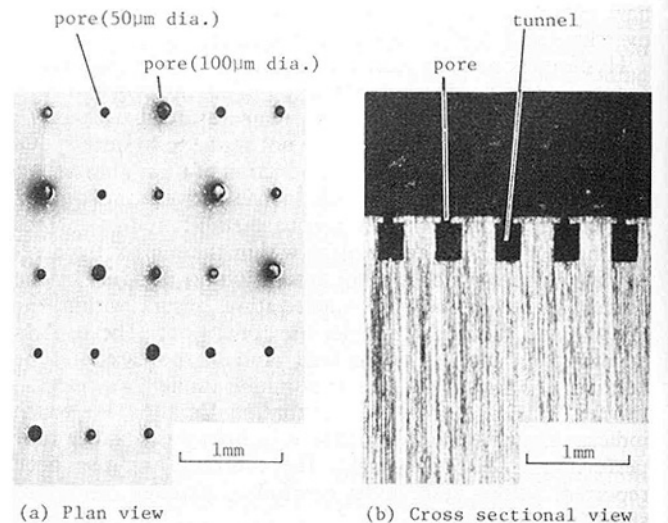 pore(50μm dia.)
pore(100μm dia.)
tunnel
pore
1mm
1mm
(a) Plan view
(b) Cross sectional view